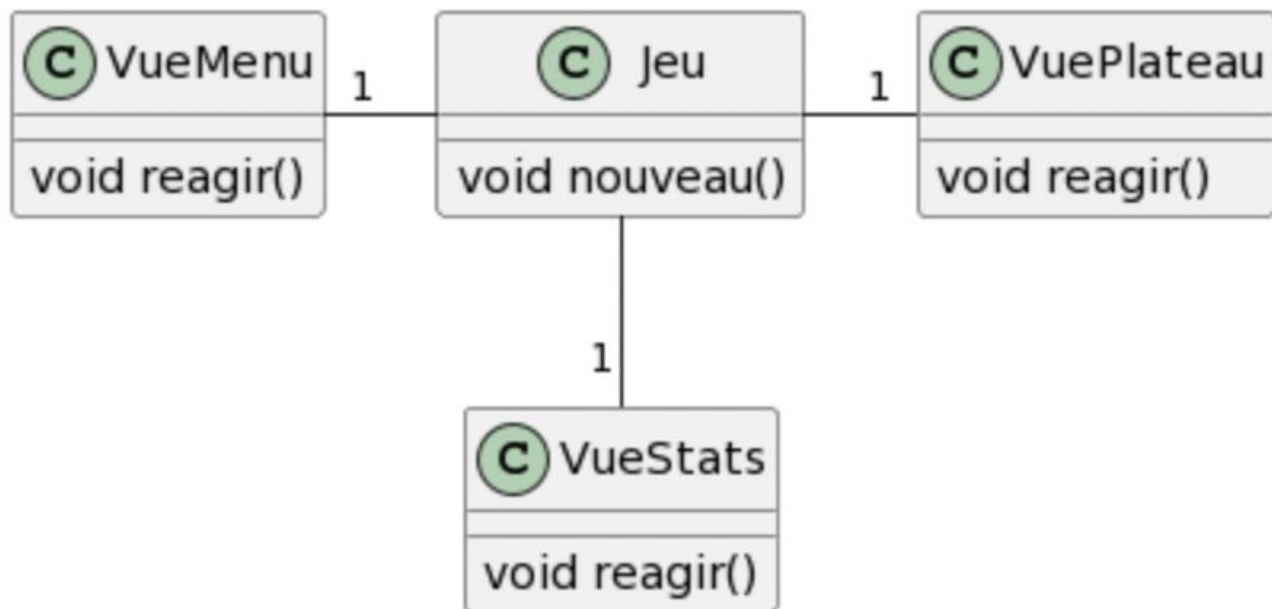 C VueMenu
1
C Jeu
1
C VuePlateau
void reagir()
void nouveau()
void reagir()
1
C VueStats
void reagir()